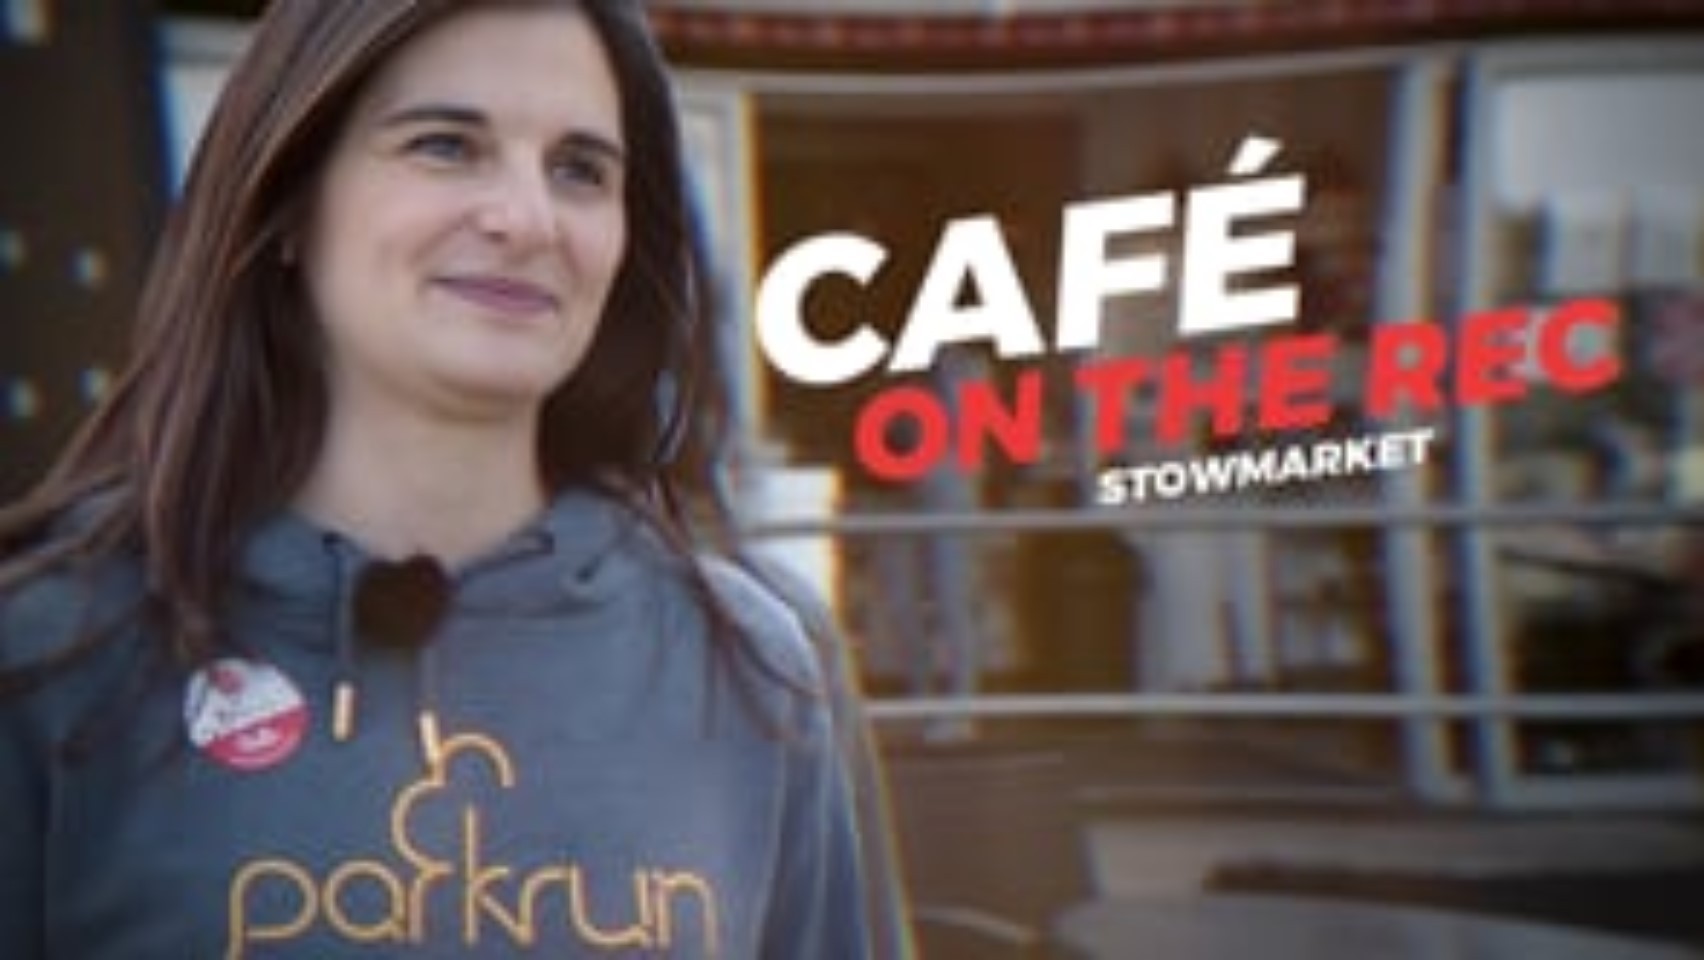 CAFÉ
ON THE REC
STOWMARKET
parkrun